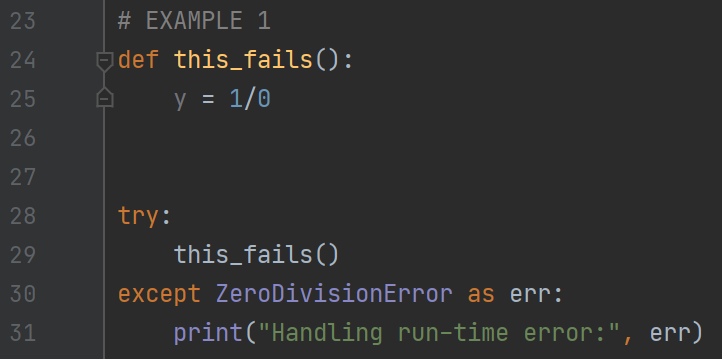 23 # EXAMPLE 1
24 def this_fails():
25     y = 1/0
26
27
28 try:
29     this_fails()
30 except ZeroDivisionError as err:
31     print("Handling run-time error:", err)